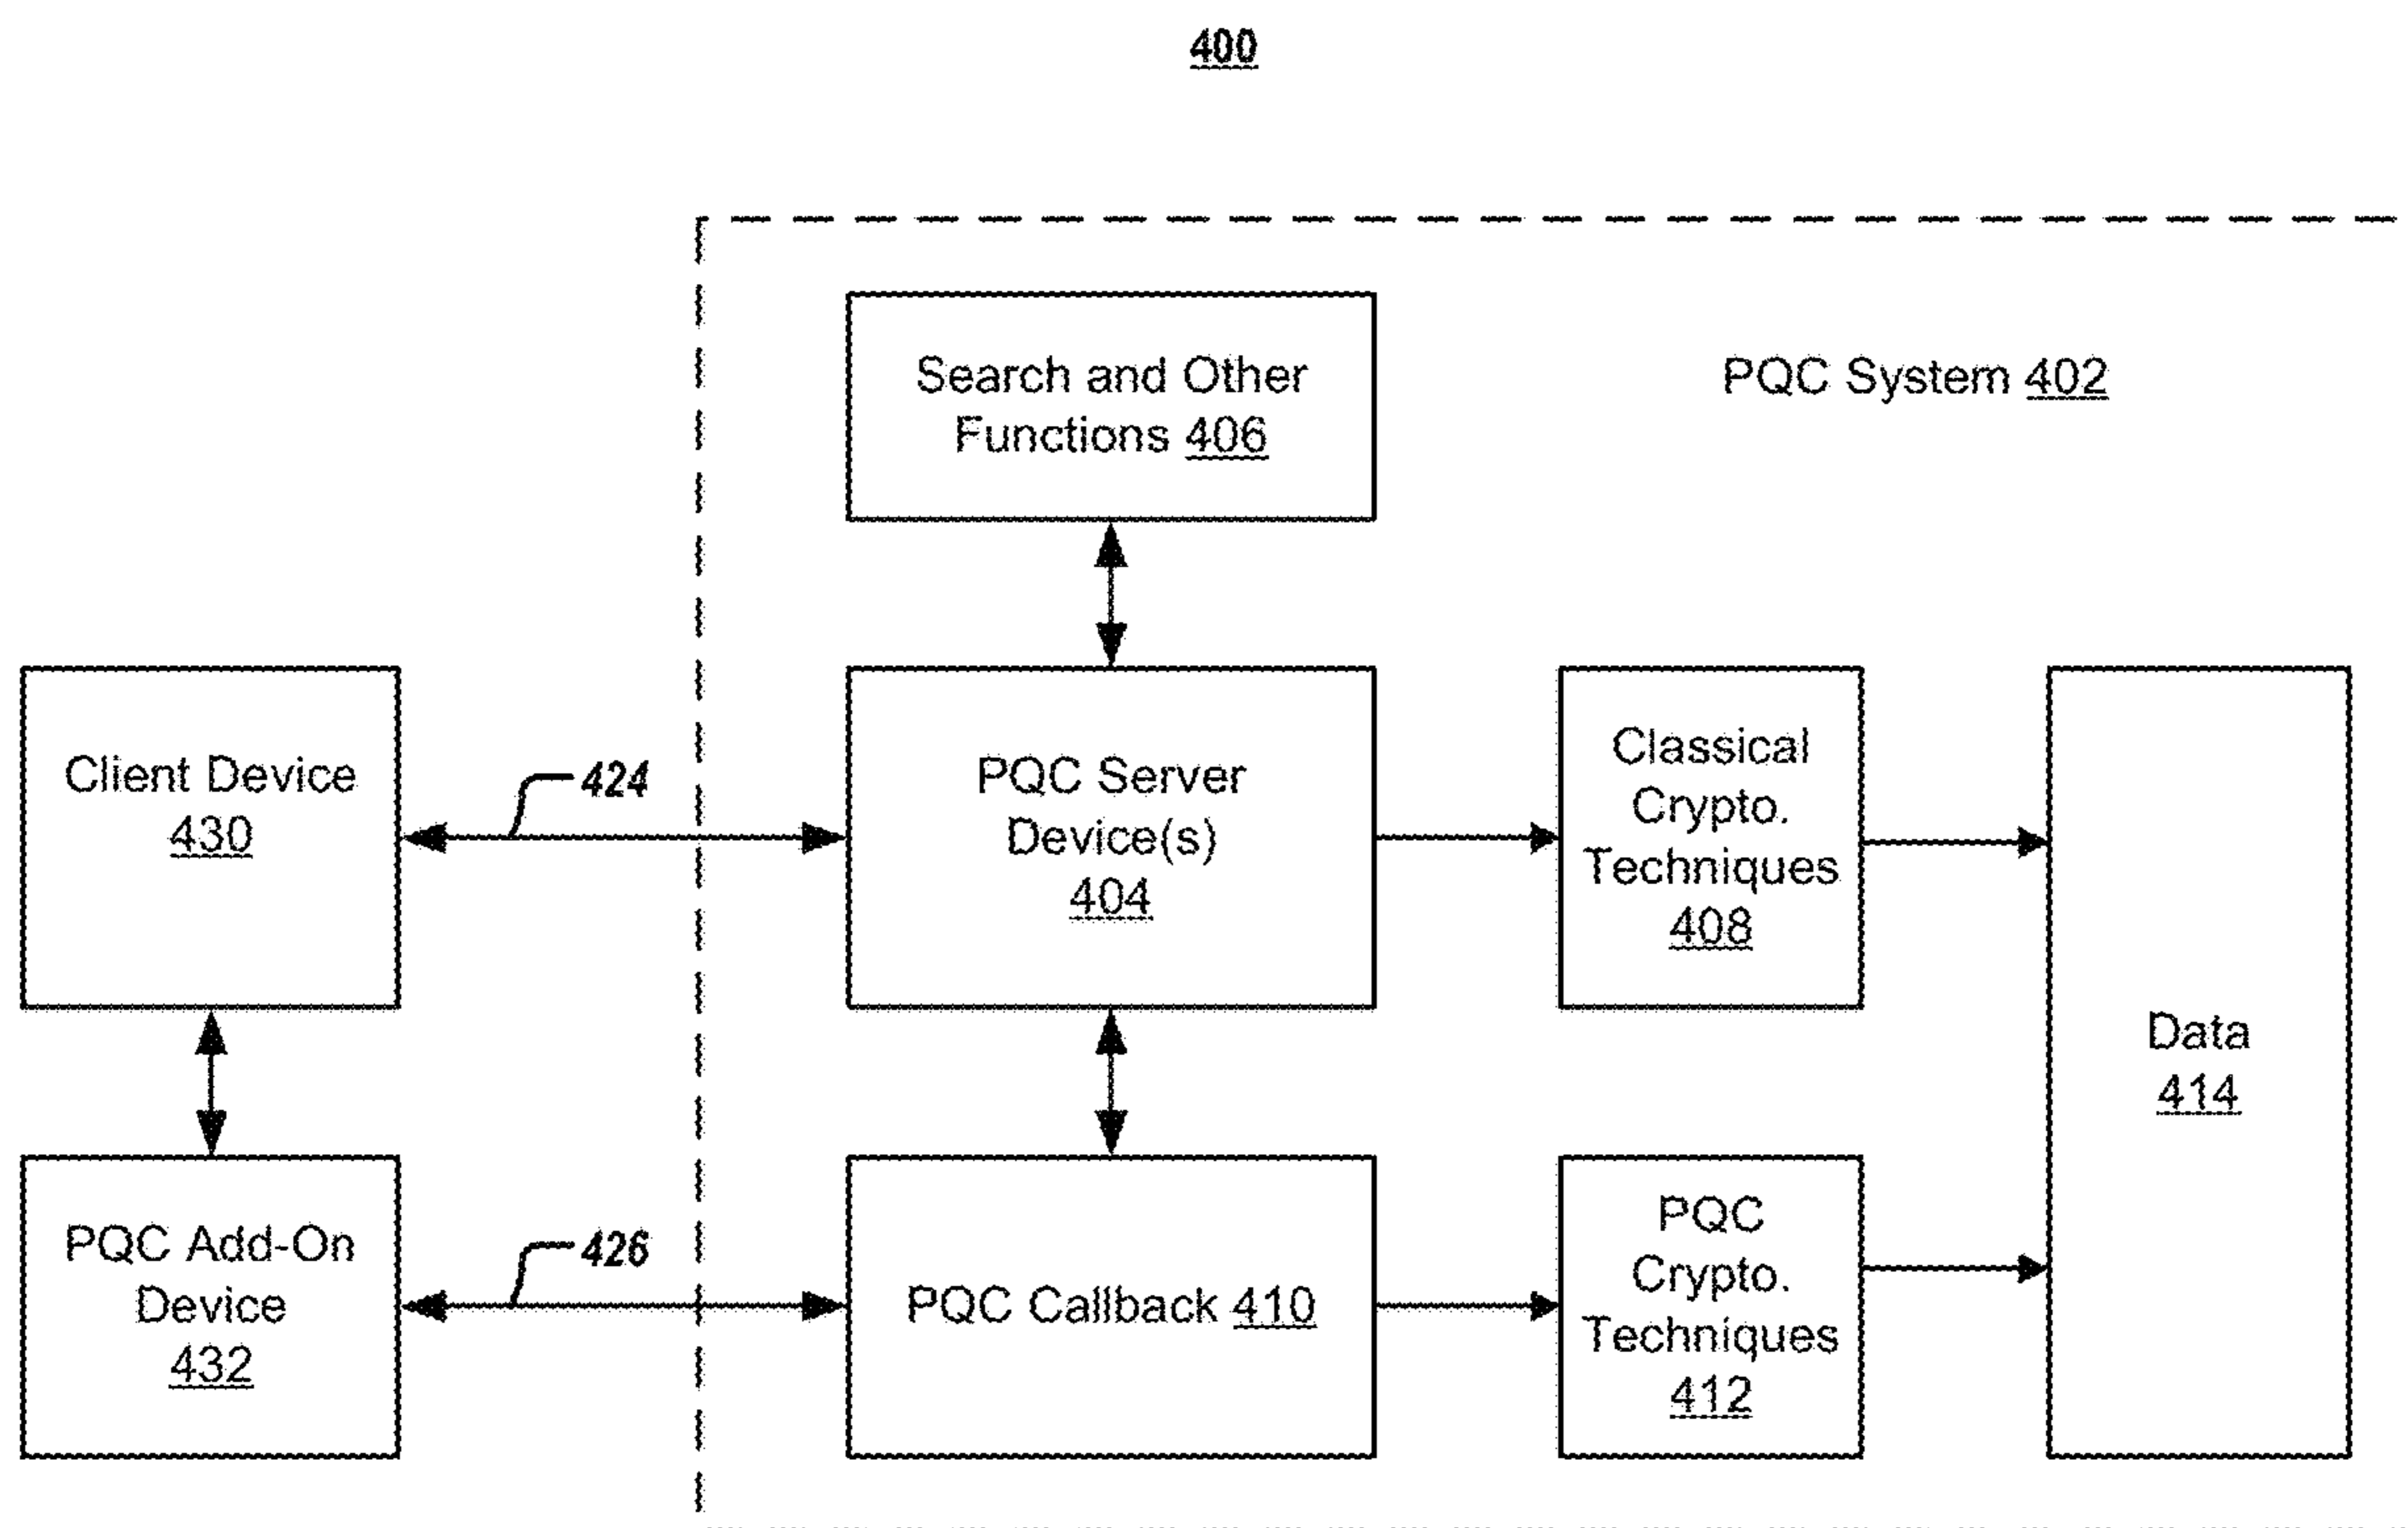 400
Search and Other
Functions 406
PQC System 402
Client Device
430
424
PQC Server
Device(s)
404
Classical
Crypto.
Techniques
408
Data
414
PQC Add-On
Device
432
426
PQC Callback 410
PQC
Crypto.
Techniques
412